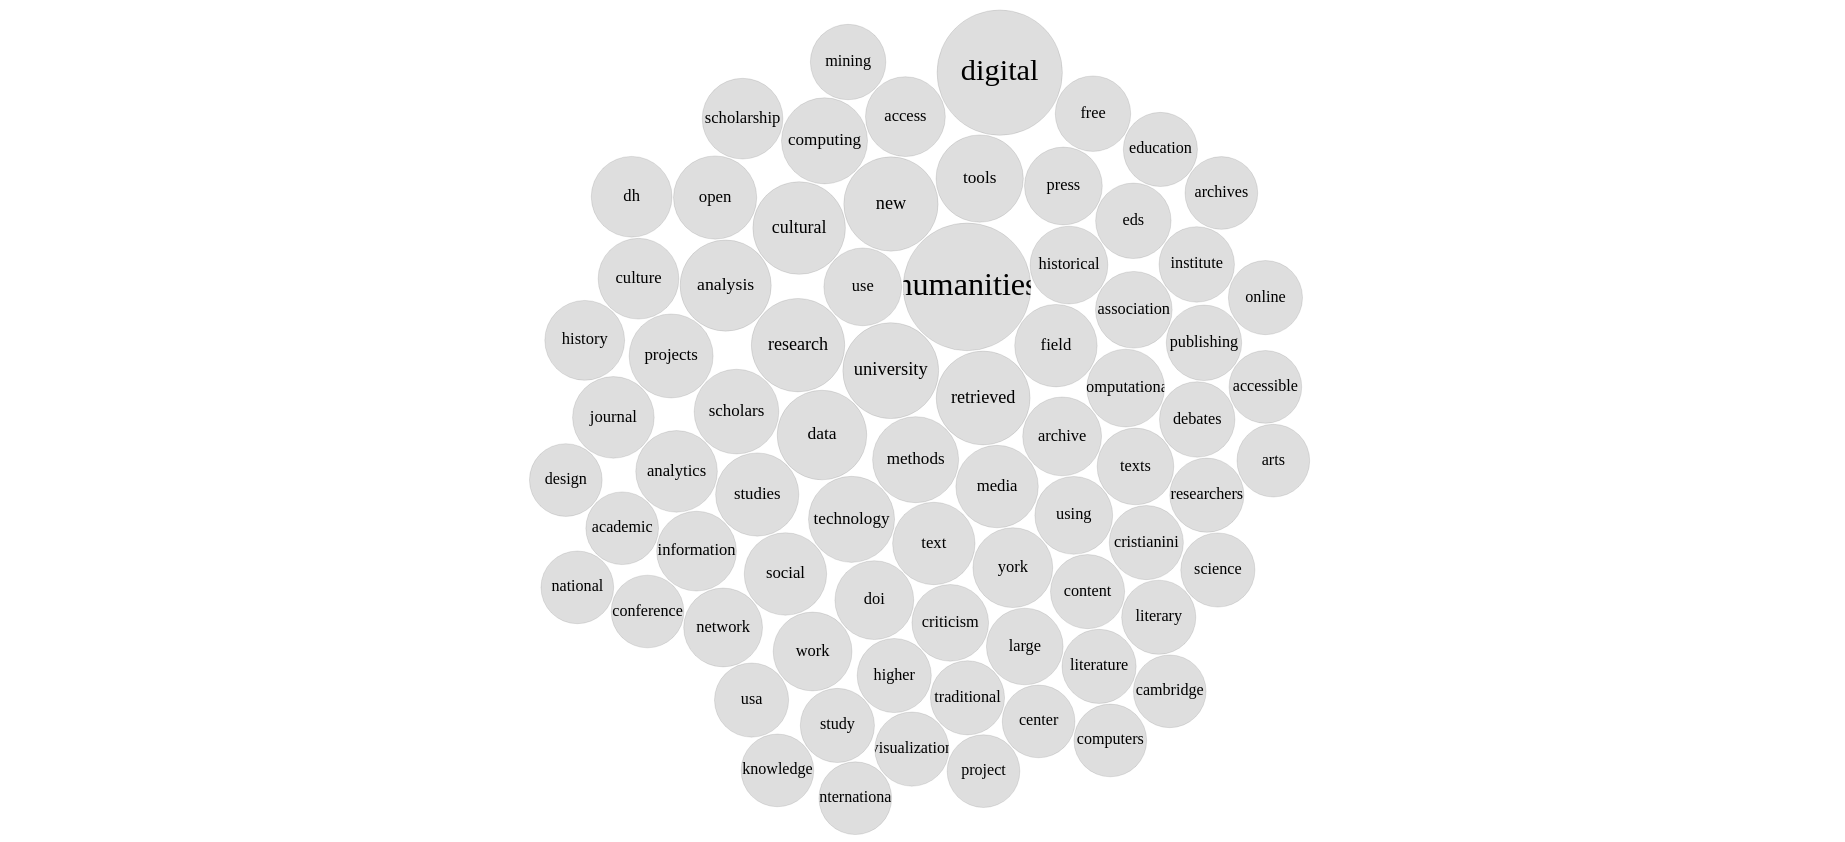 mining
digital
scholarship
computing
access
free
education
dh
open
cultural
new
tools
press
eds
archives
culture
analysis
use
humanities
historical
institute
online
history
projects
research
university
retrieved
field
association
publishing
accessible
journal
scholars
data
methods
archive
omputationa
debates
arts
design
analytics
studies
technology
media
using
texts
researchers
academic
information
social
text
york
cristianini
science
national
conference
network
work
doi
criticism
large
content
literary
usa
study
higher
traditional
center
literature
cambridge
knowledge
nternationa
visualization
project
computers